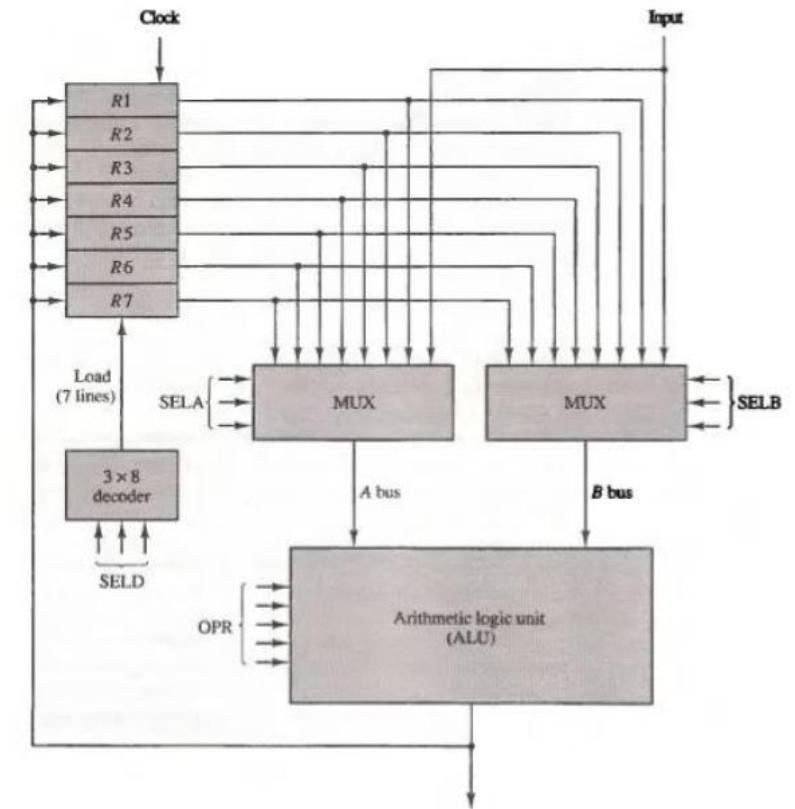 Clock
Input
R1
R2
R3
R4
R5
R6
R7
Load
(7 lines)
SELA
MUX
MUX
SELB
3 × 8
decoder
A bus
B bus
SELD
OPR
Arithmetic logic unit
(ALU)